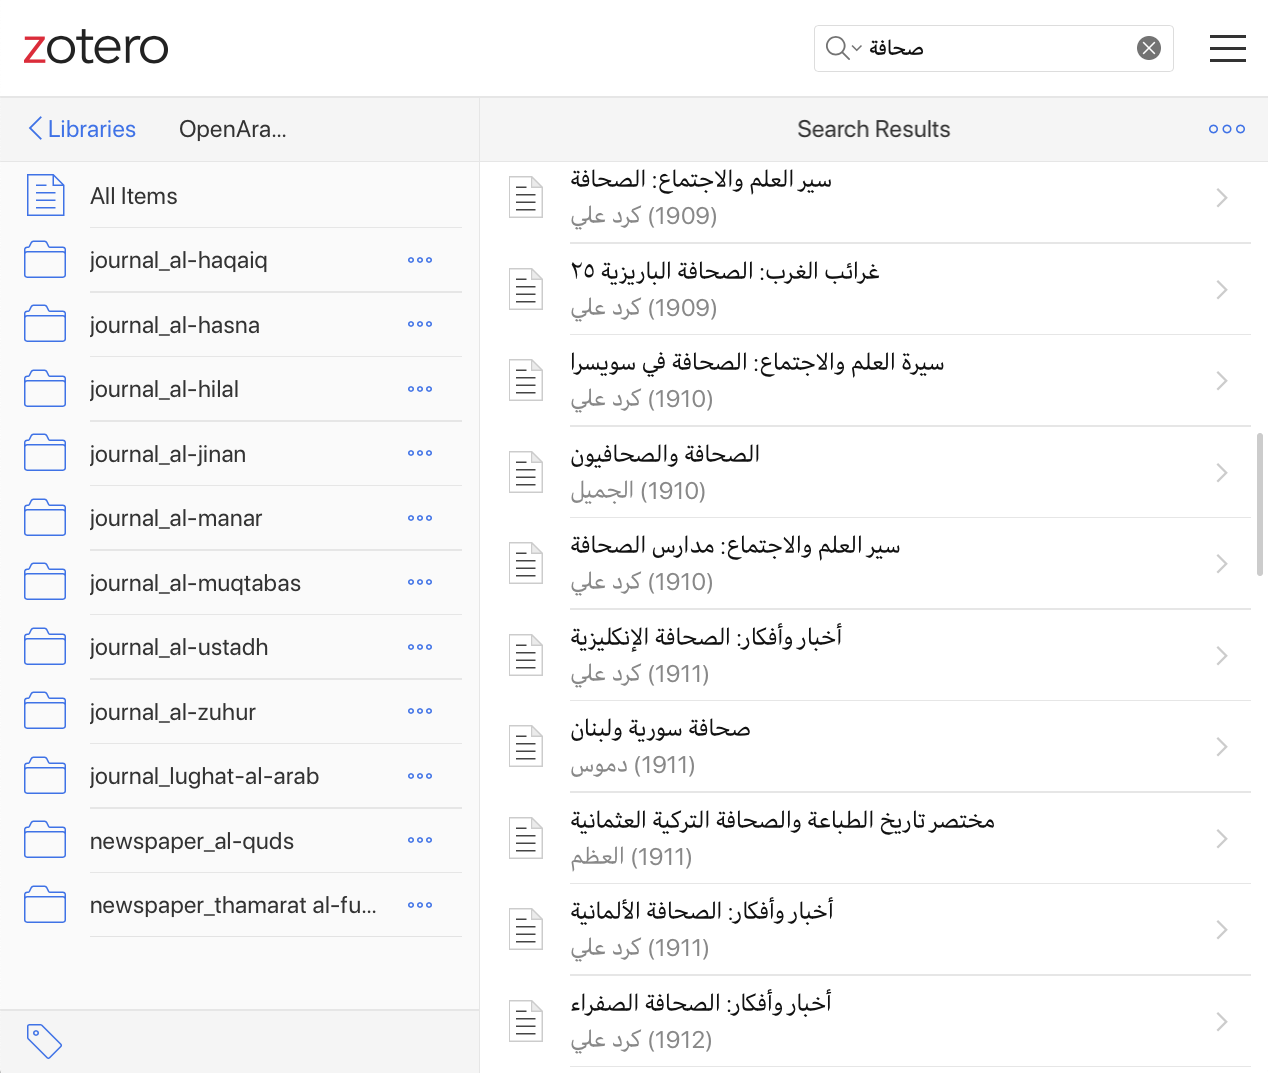 zotero
صحافة
Libraries
OpenAra...
All Items
journal_al-haqaiq
journal_al-hasna
journal_al-hilal
journal_al-jinan
journal_al-manar
journal_al-muqtabas
journal_al-ustadh
journal_al-zuhur
journal_lughat-al-arab
newspaper_al-quds
newspaper_thamarat al-fu...
Search Results
سير العلم والاجتماع: الصحافة
كرد علي (1909)
غرائب الغرب: الصحافة الباريزية ٢٥
كرد علي (1909)
سيرة العلم والاجتماع: الصحافة في سويسرا
كرد علي (1910)
الصحافة والصحافيون
الجميل (1910)
سير العلم والاجتماع: مدارس الصحافة
كرد علي (1910)
أخبار وأفكار: الصحافة الإنكليزية
كرد علي (1911)
صحافة سورية ولبنان
دموس (1911)
مختصر تاريخ الطباعة والصحافة التركية العثمانية
العظم (1911)
أخبار وأفكار: الصحافة الألمانية
كرد علي (1911)
أخبار وأفكار: الصحافة الصفراء
كرد علي (1912)